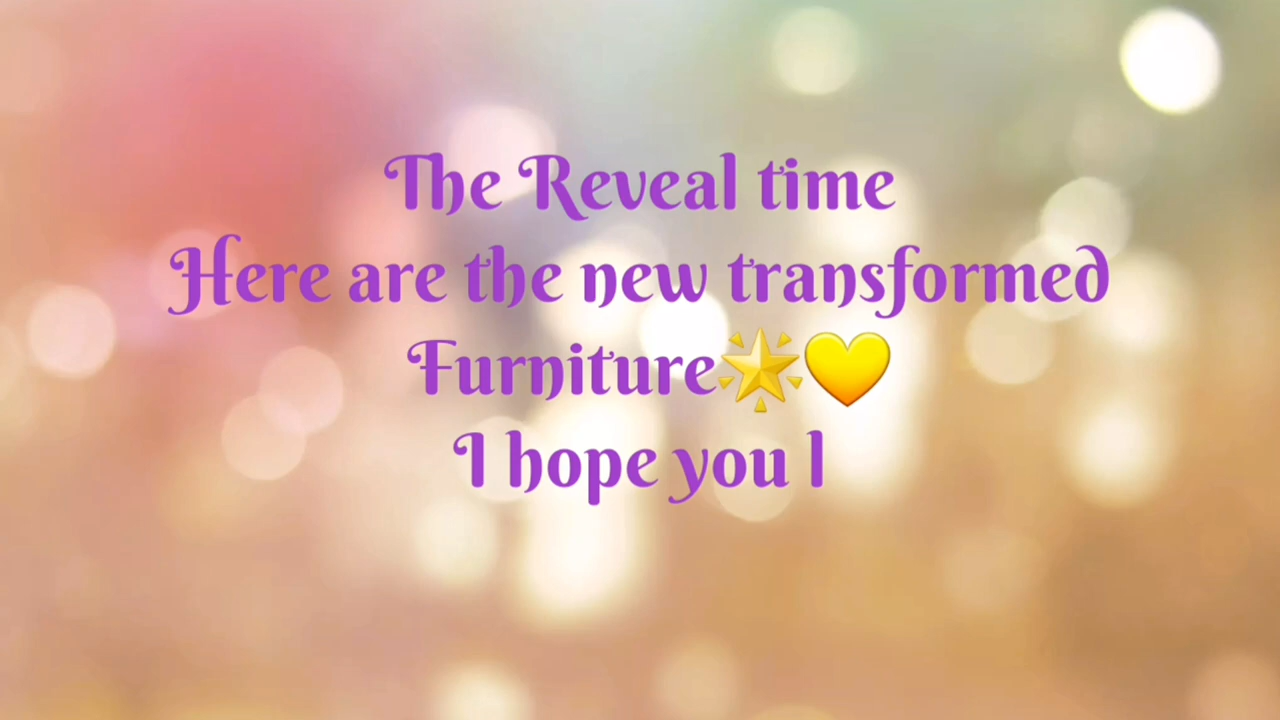 The Reveal time
Here are the new transformed
Furniture🌟💛
I hope you l